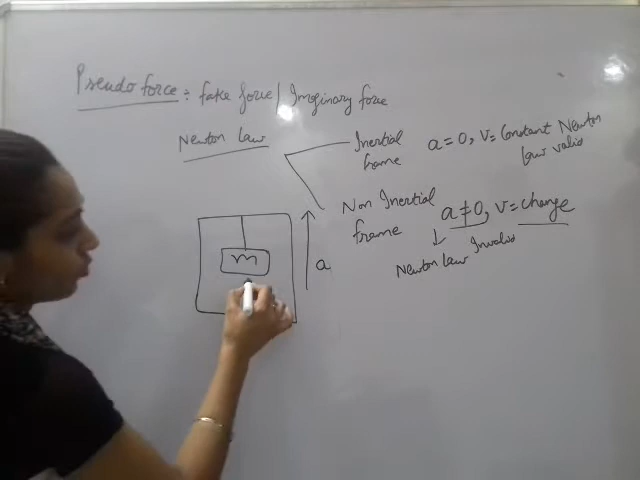 Pseudo force : fake force / Imaginary force
Newton law
Inertial
frame
a = 0, v = Constant Newton
law valid
Non Inertial
frame
a ≠ 0, v = change
Newton law Invalid
m
a